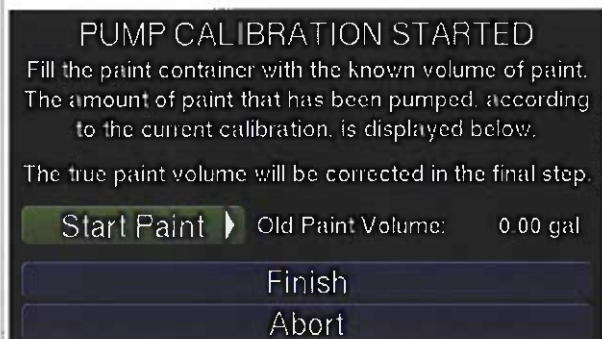 PUMP CALIBRATION STARTED
Fill the paint container with the known volume of paint.
The amount of paint that has been pumped, according
to the current calibration, is displayed below.
The true paint volume will be corrected in the final step.
Start Paint Old Paint Volume: 0.00 gal
Finish
Abort